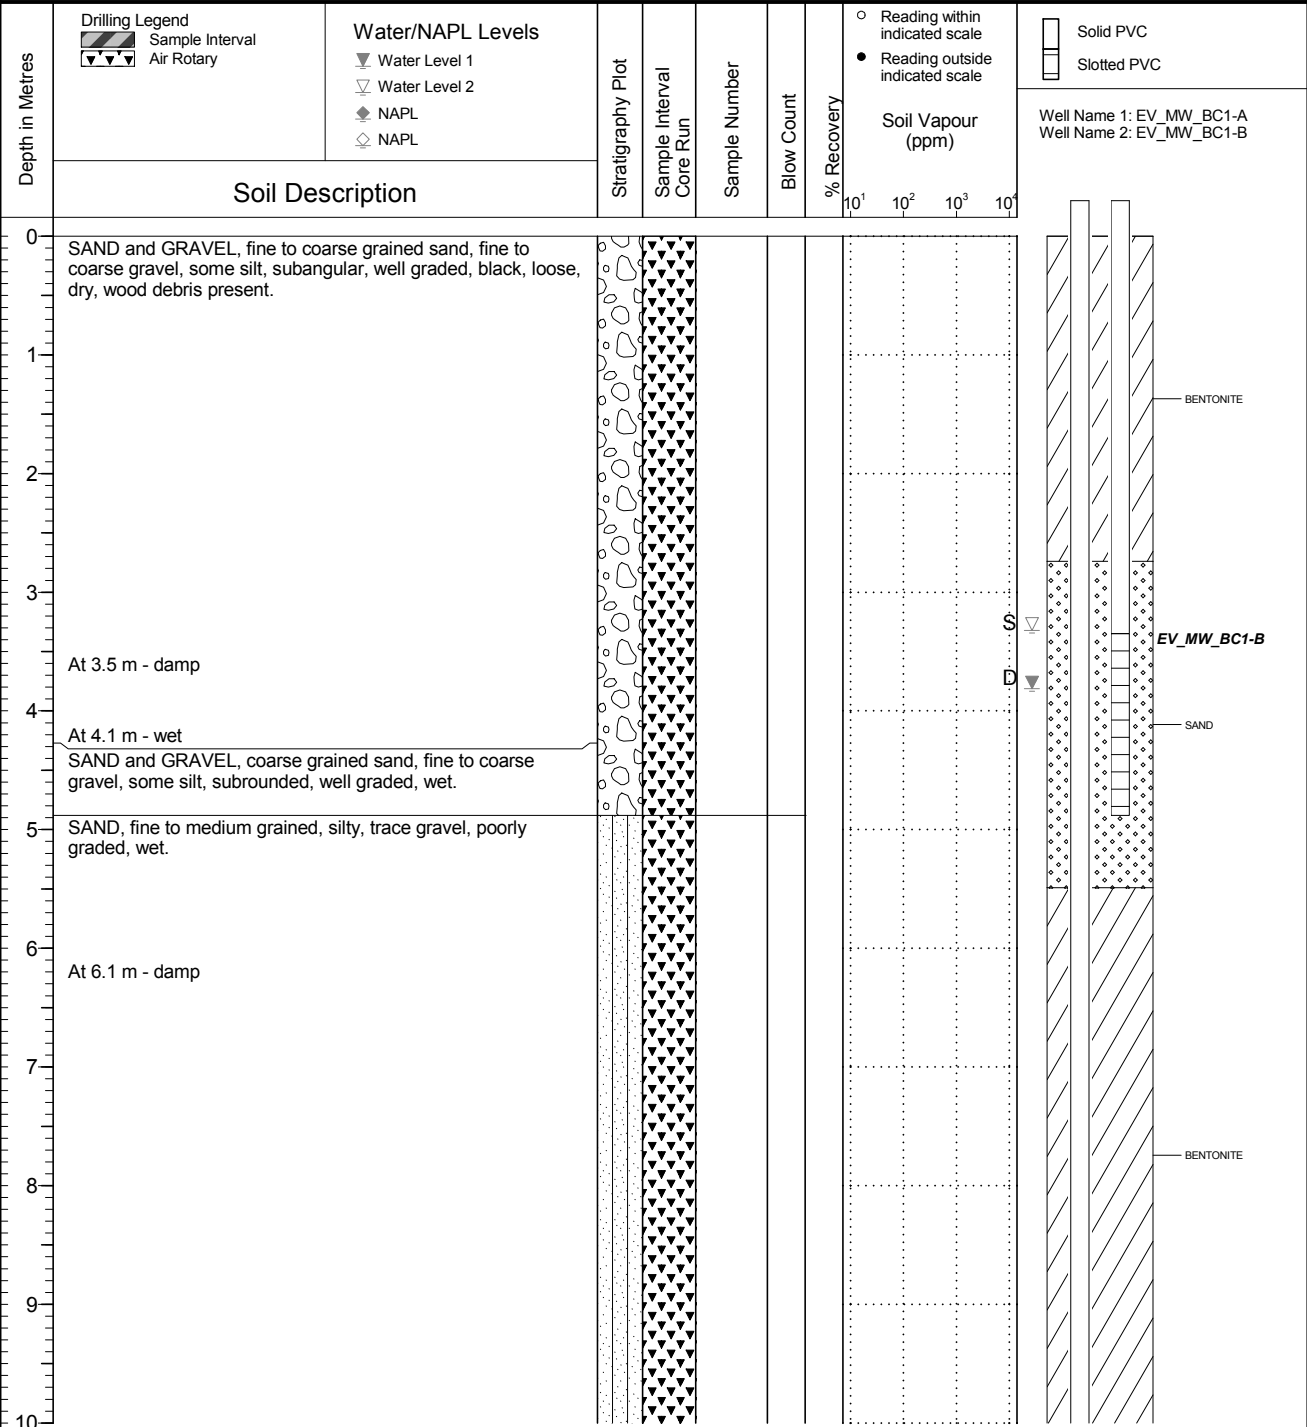 Depth in Metres
Drilling Legend
Sample Interval
Air Rotary
Water/NAPL Levels
Water Level 1
Water Level 2
NAPL
NAPL
Soil Description
Stratigraphy Plot
Sample Interval
Core Run
Sample Number
Blow Count
% Recovery
Reading within
indicated scale
Reading outside
indicated scale
Soil Vapour
(ppm)
10¹ 10² 10³ 10⁴
Solid PVC
Slotted PVC
Well Name 1: EV_MW_BC1-A
Well Name 2: EV_MW_BC1-B
0
SAND and GRAVEL, fine to coarse grained sand, fine to
coarse gravel, some silt, subangular, well graded, black, loose,
dry, wood debris present.
1
BENTONITE
2
3
S
EV_MW_BC1-B
At 3.5 m - damp
D
4
SAND
At 4.1 m - wet
SAND and GRAVEL, coarse grained sand, fine to coarse
gravel, some silt, subrounded, well graded, wet.
5
SAND, fine to medium grained, silty, trace gravel, poorly
graded, wet.
6
At 6.1 m - damp
7
BENTONITE
8
9
10